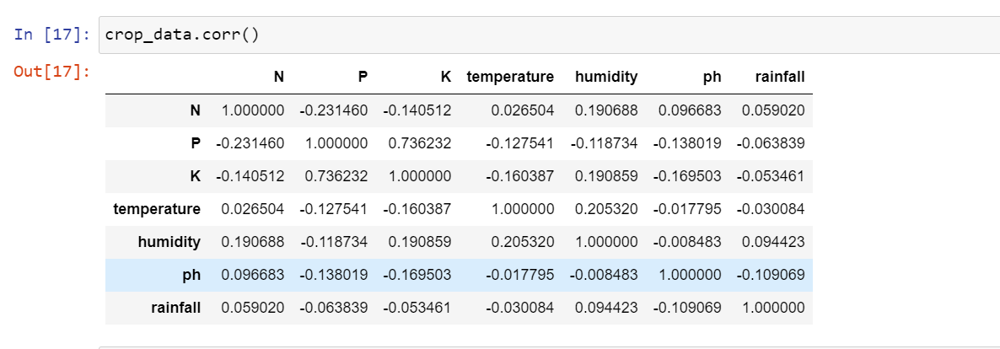 In [17]: crop_data.corr()
Out[17]:
N P K temperature humidity ph rainfall
N 1.000000 -0.231460 -0.140512 0.026504 0.190688 0.096683 0.059020
P -0.231460 1.000000 0.736232 -0.127541 -0.118734 -0.138019 -0.063839
K -0.140512 0.736232 1.000000 -0.160387 0.190859 -0.169503 -0.053461
temperature 0.026504 -0.127541 -0.160387 1.000000 0.205320 -0.017795 -0.030084
humidity 0.190688 -0.118734 0.190859 0.205320 1.000000 -0.008483 0.094423
ph 0.096683 -0.138019 -0.169503 -0.017795 -0.008483 1.000000 -0.109069
rainfall 0.059020 -0.063839 -0.053461 -0.030084 0.094423 -0.109069 1.000000